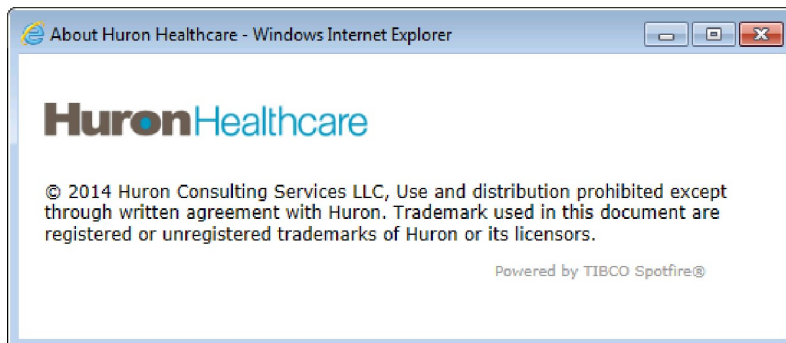 About Huron Healthcare - Windows Internet Explorer
HuronHealthcare
© 2014 Huron Consulting Services LLC, Use and distribution prohibited except
through written agreement with Huron. Trademark used in this document are
registered or unregistered trademarks of Huron or its licensors.
Powered by TIBCO Spotfire®